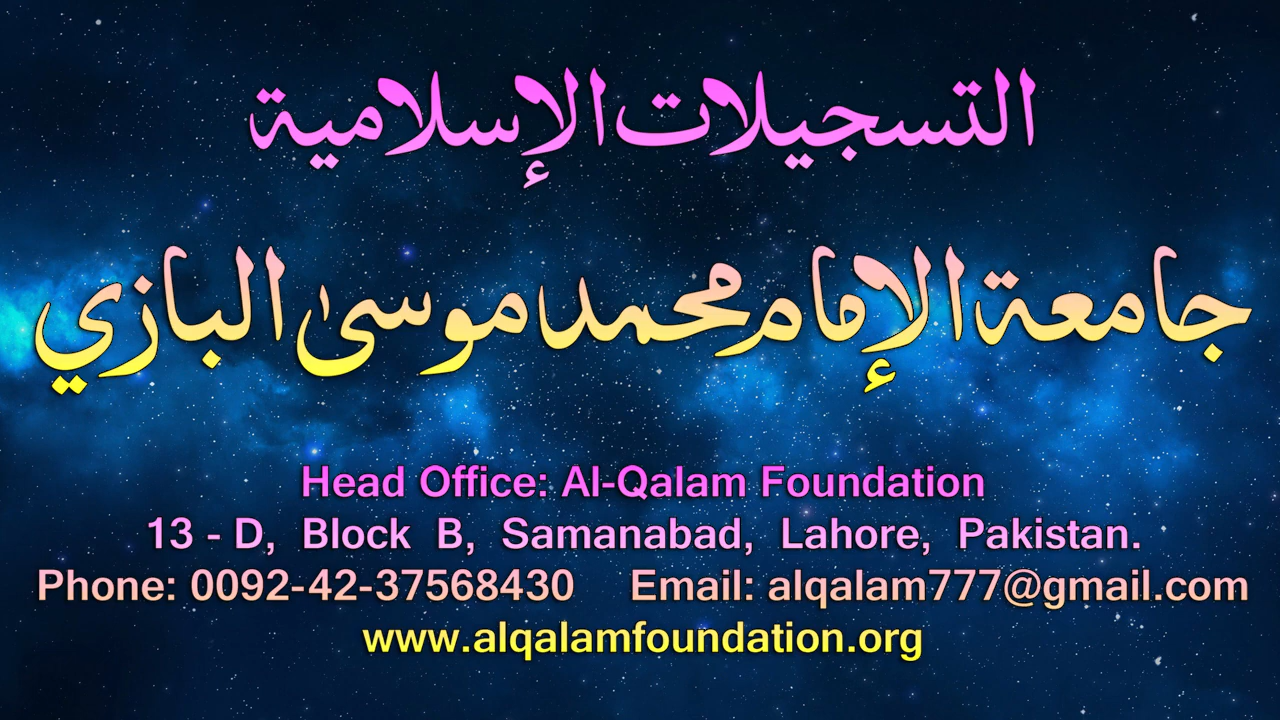 التسجيلات الإسلامية
جامعة الإمام محمد موسىٰ البازي
Head Office: Al-Qalam Foundation
13 - D, Block B, Samanabad, Lahore, Pakistan.
Phone: 0092-42-37568430 Email: alqalam777@gmail.com
www.alqalamfoundation.org